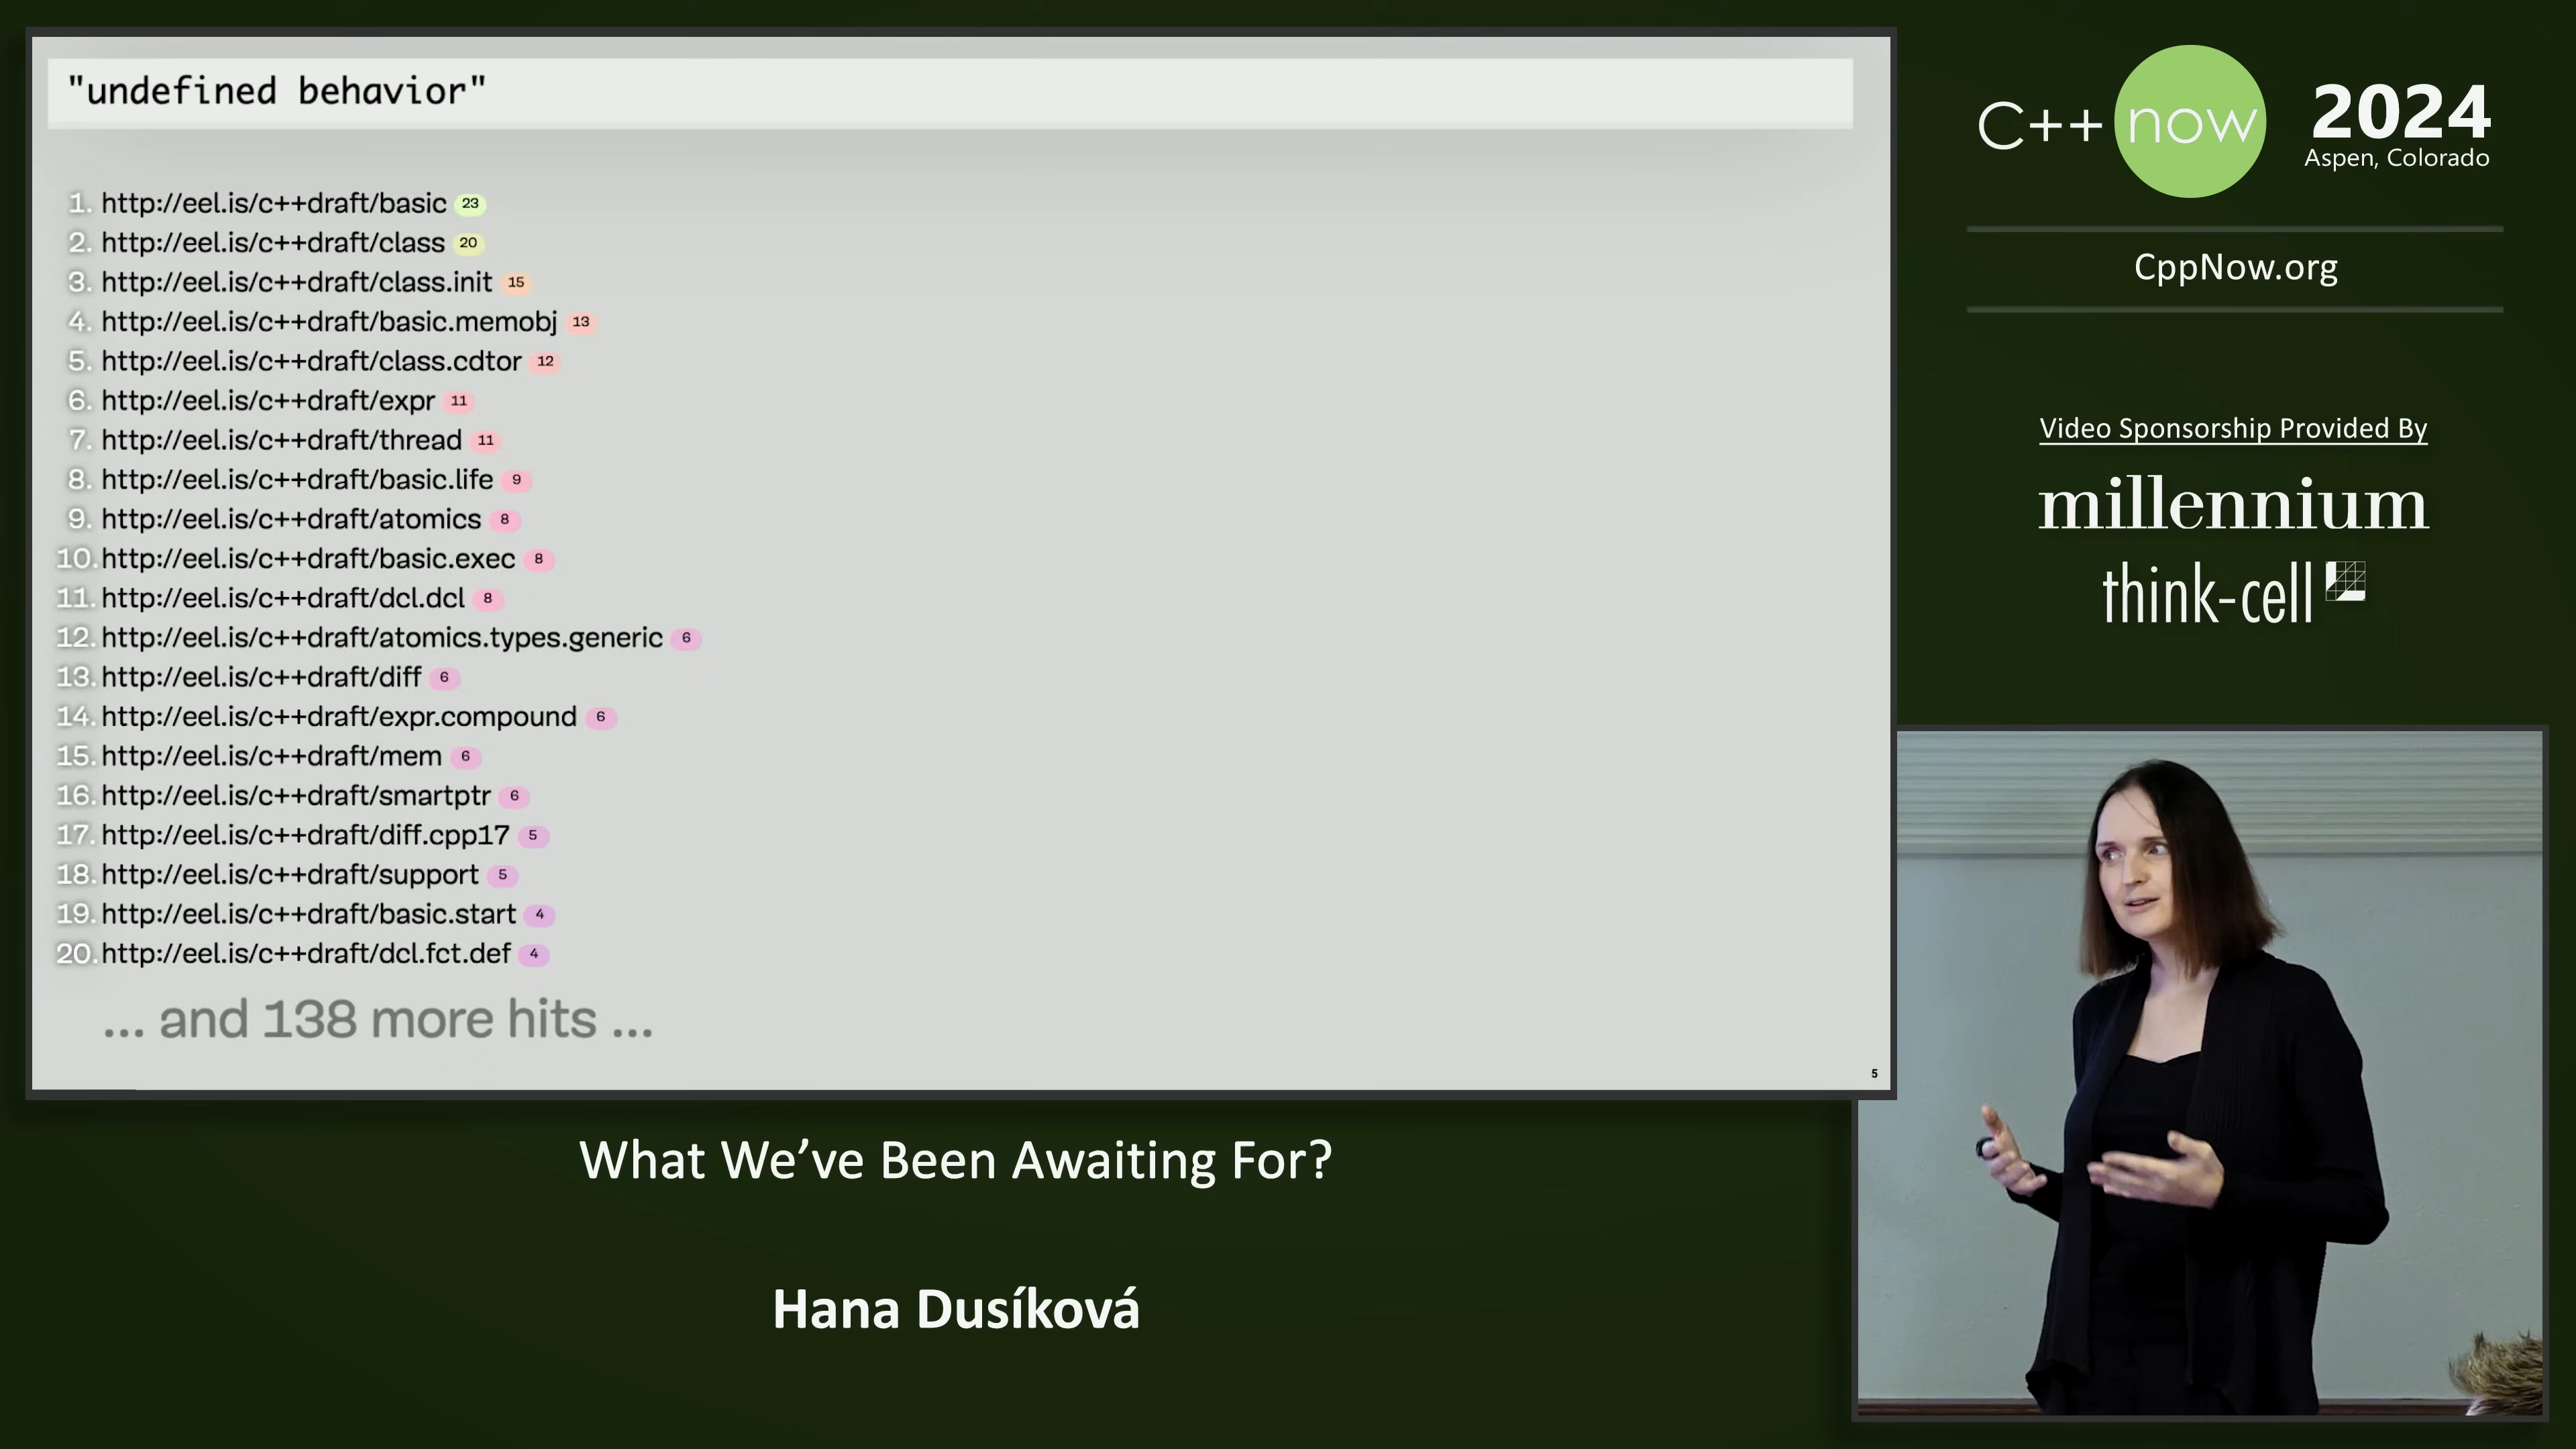 "undefined behavior"
1. http://eel.is/c++draft/basic 23
2. http://eel.is/c++draft/class 20
3. http://eel.is/c++draft/class.init 15
4. http://eel.is/c++draft/basic.memobj 13
5. http://eel.is/c++draft/class.cdtor 12
6. http://eel.is/c++draft/expr 11
7. http://eel.is/c++draft/thread 11
8. http://eel.is/c++draft/basic.life 9
9. http://eel.is/c++draft/atomics 8
10. http://eel.is/c++draft/basic.exec 8
11. http://eel.is/c++draft/dcl.dcl 8
12. http://eel.is/c++draft/atomics.types.generic 6
13. http://eel.is/c++draft/diff 6
14. http://eel.is/c++draft/expr.compound 6
15. http://eel.is/c++draft/mem 6
16. http://eel.is/c++draft/smartptr 6
17. http://eel.is/c++draft/diff.cpp17 5
18. http://eel.is/c++draft/support 5
19. http://eel.is/c++draft/basic.start 4
20. http://eel.is/c++draft/dcl.fct.def 4
... and 138 more hits ...
5
What We’ve Been Awaiting For?
Hana Dusíková
C++ now 2024
Aspen, Colorado
CppNow.org
Video Sponsorship Provided By
millennium
think-cell